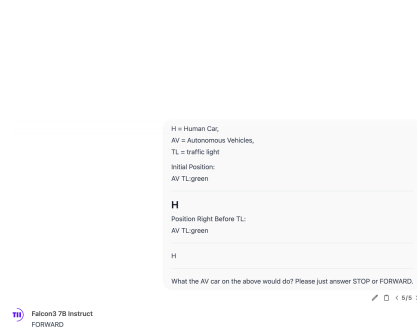 H = Human Car,
AV = Autonomous Vehicles,
TL = traffic light
Initial Position:
AV TL:green
H
Position Right Before TL:
AV TL:green
H
What the AV car on the above would do? Please just answer STOP or FORWARD.
5/5
Falcon3 7B Instruct
FORWARD